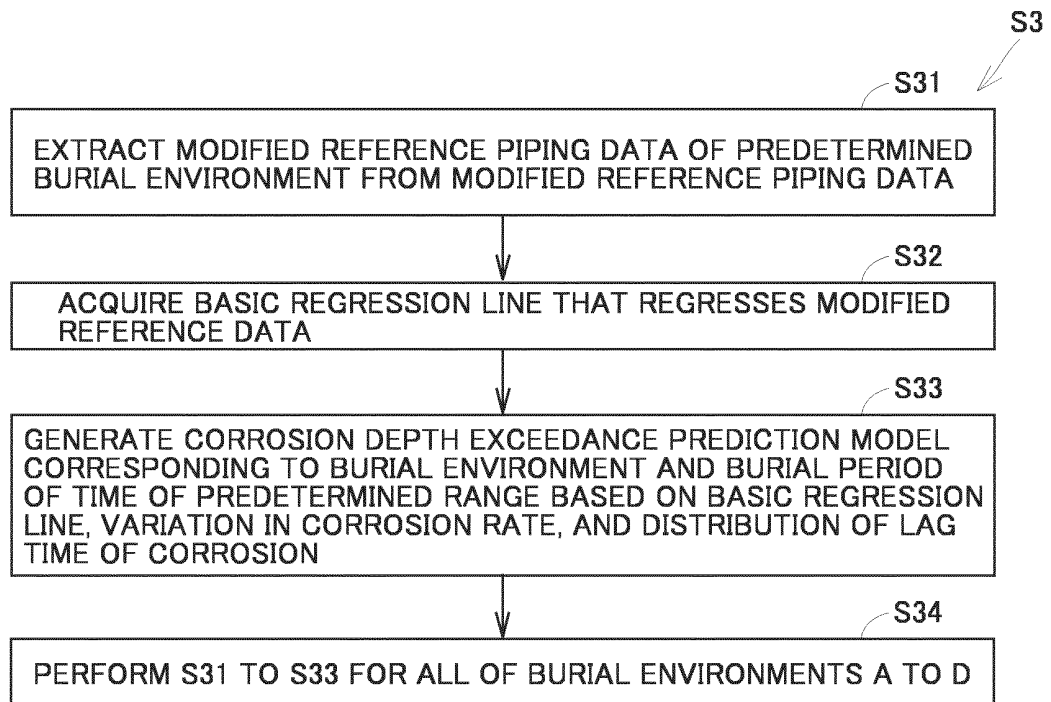 S3
S31
EXTRACT MODIFIED REFERENCE PIPING DATA OF PREDETERMINED
BURIAL ENVIRONMENT FROM MODIFIED REFERENCE PIPING DATA
S32
ACQUIRE BASIC REGRESSION LINE THAT REGRESSES MODIFIED
REFERENCE DATA
S33
GENERATE CORROSION DEPTH EXCEEDANCE PREDICTION MODEL
CORRESPONDING TO BURIAL ENVIRONMENT AND BURIAL PERIOD
OF TIME OF PREDETERMINED RANGE BASED ON BASIC REGRESSION
LINE, VARIATION IN CORROSION RATE, AND DISTRIBUTION OF LAG
TIME OF CORROSION
S34
PERFORM S31 TO S33 FOR ALL OF BURIAL ENVIRONMENTS A TO D